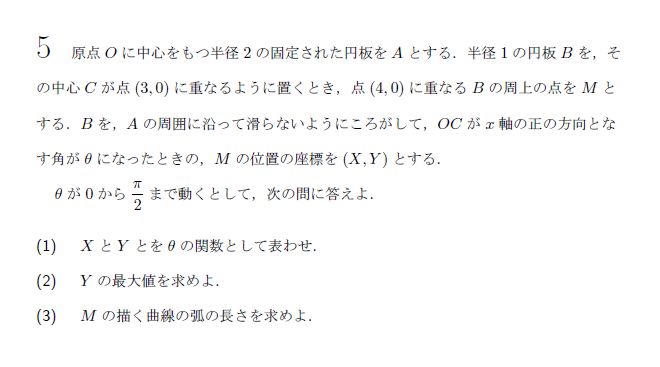 5 原点 O に中心をもつ半径 2 の固定された円板を A とする．半径 1 の円板 B を，そ
の中心 C が点 (3, 0) に重なるように置くとき，点 (4, 0) に重なる B の周上の点を M と
する．B を，A の周囲に沿って滑らないようにころがして，OC が x 軸の正の方向とな
す角が θ になったときの，M の位置の座標を (X, Y) とする．
θ が 0 から π/2 まで動くとして，次の問に答えよ．
(1) X と Y とを θ の関数として表わせ．
(2) Y の最大値を求めよ．
(3) M の描く曲線の弧の長さを求めよ．